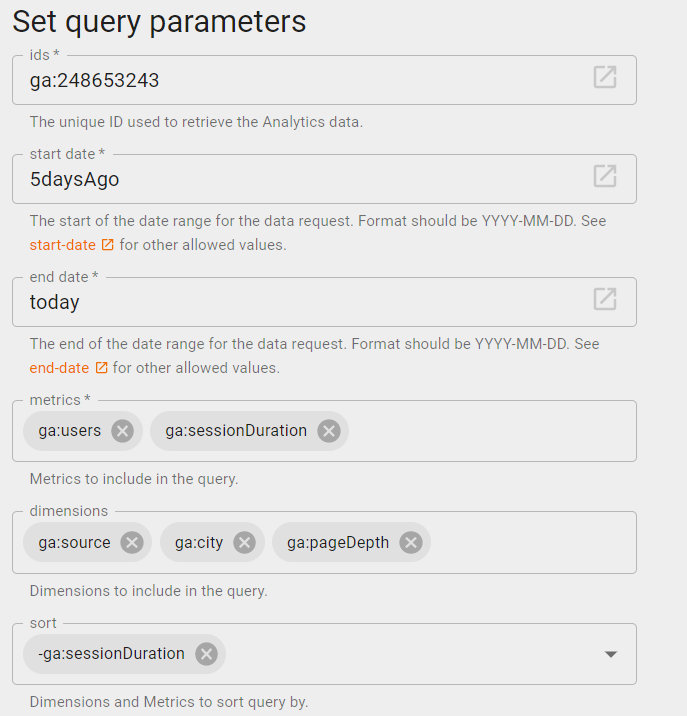 Set query parameters
ids *
ga:248653243
The unique ID used to retrieve the Analytics data.
start date *
5daysAgo
The start of the date range for the data request. Format should be YYYY-MM-DD. See
start-date for other allowed values.
end date *
today
The end of the date range for the data request. Format should be YYYY-MM-DD. See
end-date for other allowed values.
metrics *
ga:users ga:sessionDuration
Metrics to include in the query.
dimensions
ga:source ga:city ga:pageDepth
Dimensions to include in the query.
sort
-ga:sessionDuration
Dimensions and Metrics to sort query by.